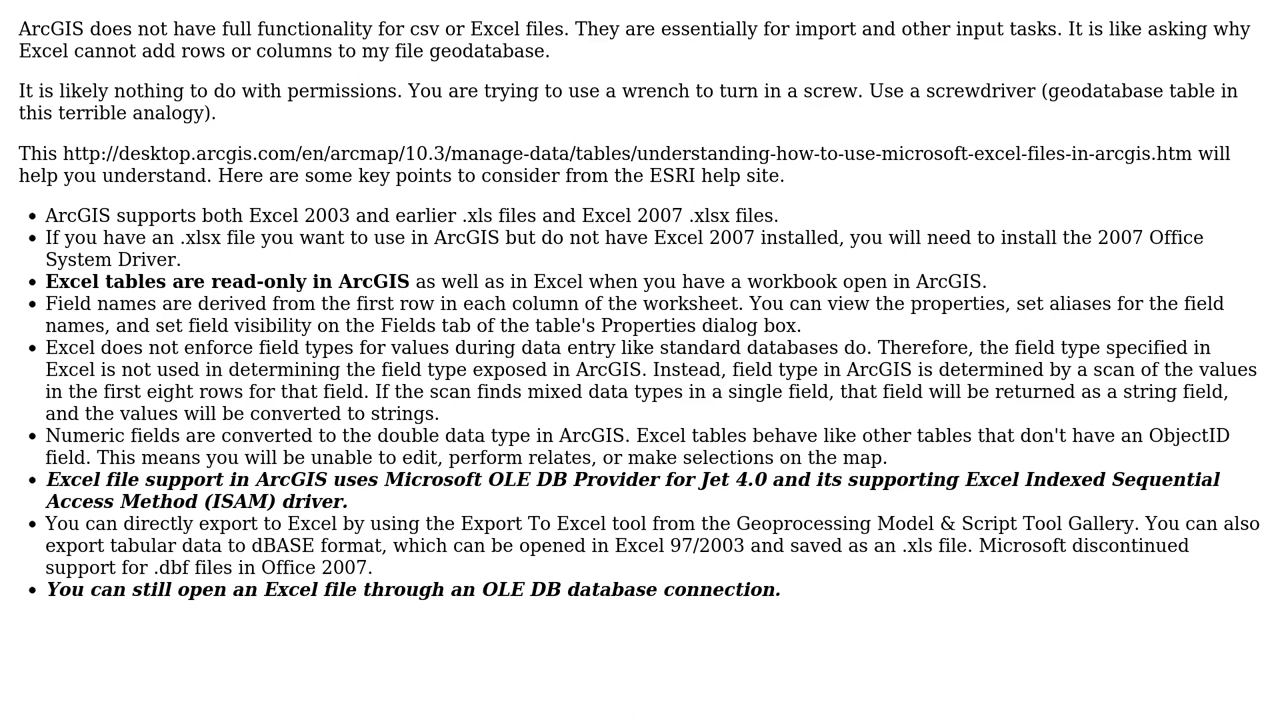 ArcGIS does not have full functionality for csv or Excel files. They are essentially for import and other input tasks. It is like asking why
Excel cannot add rows or columns to my file geodatabase.
It is likely nothing to do with permissions. You are trying to use a wrench to turn in a screw. Use a screwdriver (geodatabase table in
this terrible analogy).
This http://desktop.arcgis.com/en/arcmap/10.3/manage-data/tables/understanding-how-to-use-microsoft-excel-files-in-arcgis.htm will
help you understand. Here are some key points to consider from the ESRI help site.
• ArcGIS supports both Excel 2003 and earlier .xls files and Excel 2007 .xlsx files.
• If you have an .xlsx file you want to use in ArcGIS but do not have Excel 2007 installed, you will need to install the 2007 Office
System Driver.
• Excel tables are read-only in ArcGIS as well as in Excel when you have a workbook open in ArcGIS.
• Field names are derived from the first row in each column of the worksheet. You can view the properties, set aliases for the field
names, and set field visibility on the Fields tab of the table's Properties dialog box.
• Excel does not enforce field types for values during data entry like standard databases do. Therefore, the field type specified in
Excel is not used in determining the field type exposed in ArcGIS. Instead, field type in ArcGIS is determined by a scan of the values
in the first eight rows for that field. If the scan finds mixed data types in a single field, that field will be returned as a string field,
and the values will be converted to strings.
• Numeric fields are converted to the double data type in ArcGIS. Excel tables behave like other tables that don't have an ObjectID
field. This means you will be unable to edit, perform relates, or make selections on the map.
• Excel file support in ArcGIS uses Microsoft OLE DB Provider for Jet 4.0 and its supporting Excel Indexed Sequential
Access Method (ISAM) driver.
• You can directly export to Excel by using the Export To Excel tool from the Geoprocessing Model & Script Tool Gallery. You can also
export tabular data to dBASE format, which can be opened in Excel 97/2003 and saved as an .xls file. Microsoft discontinued
support for .dbf files in Office 2007.
• You can still open an Excel file through an OLE DB database connection.